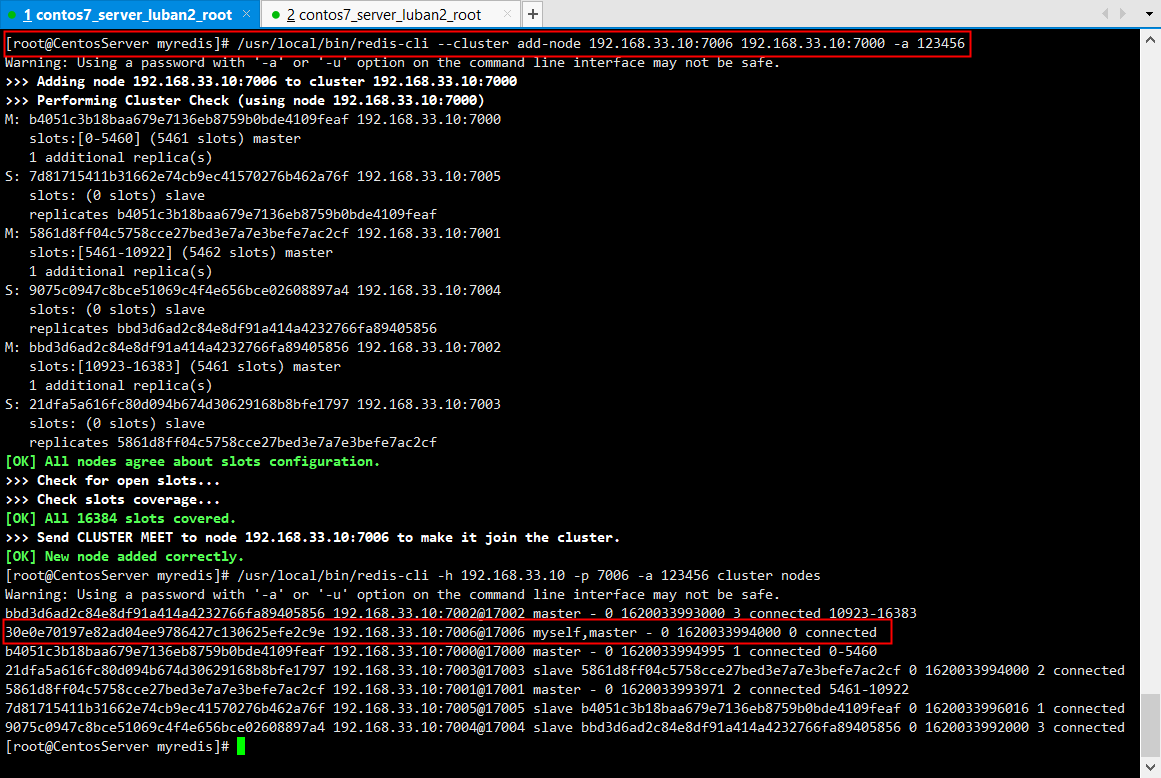 1 contos7_server_luban2_root × 2 contos7_server_luban2_root × +
[root@CentosServer myredis]# /usr/local/bin/redis-cli --cluster add-node 192.168.33.10:7006 192.168.33.10:7000 -a 123456
Warning: Using a password with '-a' or '-u' option on the command line interface may not be safe.
>>> Adding node 192.168.33.10:7006 to cluster 192.168.33.10:7000
>>> Performing Cluster Check (using node 192.168.33.10:7000)
M: b4051c3b18baa679e7136eb8759b0bde4109feaf 192.168.33.10:7000
   slots:[0-5460] (5461 slots) master
   1 additional replica(s)
S: 7d81715411b31662e74cb9ec41570276b462a76f 192.168.33.10:7005
   slots: (0 slots) slave
   replicates b4051c3b18baa679e7136eb8759b0bde4109feaf
M: 5861d8ff04c5758cce27bed3e7a7e3befe7ac2cf 192.168.33.10:7001
   slots:[5461-10922] (5462 slots) master
   1 additional replica(s)
S: 9075c0947c8bce51069c4f4e656bce02608897a4 192.168.33.10:7004
   slots: (0 slots) slave
   replicates bbd3d6ad2c84e8df91a414a4232766fa89405856
M: bbd3d6ad2c84e8df91a414a4232766fa89405856 192.168.33.10:7002
   slots:[10923-16383] (5461 slots) master
   1 additional replica(s)
S: 21dfa5a616fc80d094b674d30629168b8bfe1797 192.168.33.10:7003
   slots: (0 slots) slave
   replicates 5861d8ff04c5758cce27bed3e7a7e3befe7ac2cf
[OK] All nodes agree about slots configuration.
>>> Check for open slots...
>>> Check slots coverage...
[OK] All 16384 slots covered.
>>> Send CLUSTER MEET to node 192.168.33.10:7006 to make it join the cluster.
[OK] New node added correctly.
[root@CentosServer myredis]# /usr/local/bin/redis-cli -h 192.168.33.10 -p 7006 -a 123456 cluster nodes
Warning: Using a password with '-a' or '-u' option on the command line interface may not be safe.
bbd3d6ad2c84e8df91a414a4232766fa89405856 192.168.33.10:7002@17002 master - 0 1620033993000 3 connected 10923-16383
30e0e70197e82ad04ee9786427c130625efe2c9e 192.168.33.10:7006@17006 myself,master - 0 1620033994000 0 connected
b4051c3b18baa679e7136eb8759b0bde4109feaf 192.168.33.10:7000@17000 master - 0 1620033994995 1 connected 0-5460
21dfa5a616fc80d094b674d30629168b8bfe1797 192.168.33.10:7003@17003 slave 5861d8ff04c5758cce27bed3e7a7e3befe7ac2cf 0 1620033994000 2 connected
5861d8ff04c5758cce27bed3e7a7e3befe7ac2cf 192.168.33.10:7001@17001 master - 0 1620033993971 2 connected 5461-10922
7d81715411b31662e74cb9ec41570276b462a76f 192.168.33.10:7005@17005 slave b4051c3b18baa679e7136eb8759b0bde4109feaf 0 1620033996016 1 connected
9075c0947c8bce51069c4f4e656bce02608897a4 192.168.33.10:7004@17004 slave bbd3d6ad2c84e8df91a414a4232766fa89405856 0 1620033992000 3 connected
[root@CentosServer myredis]#